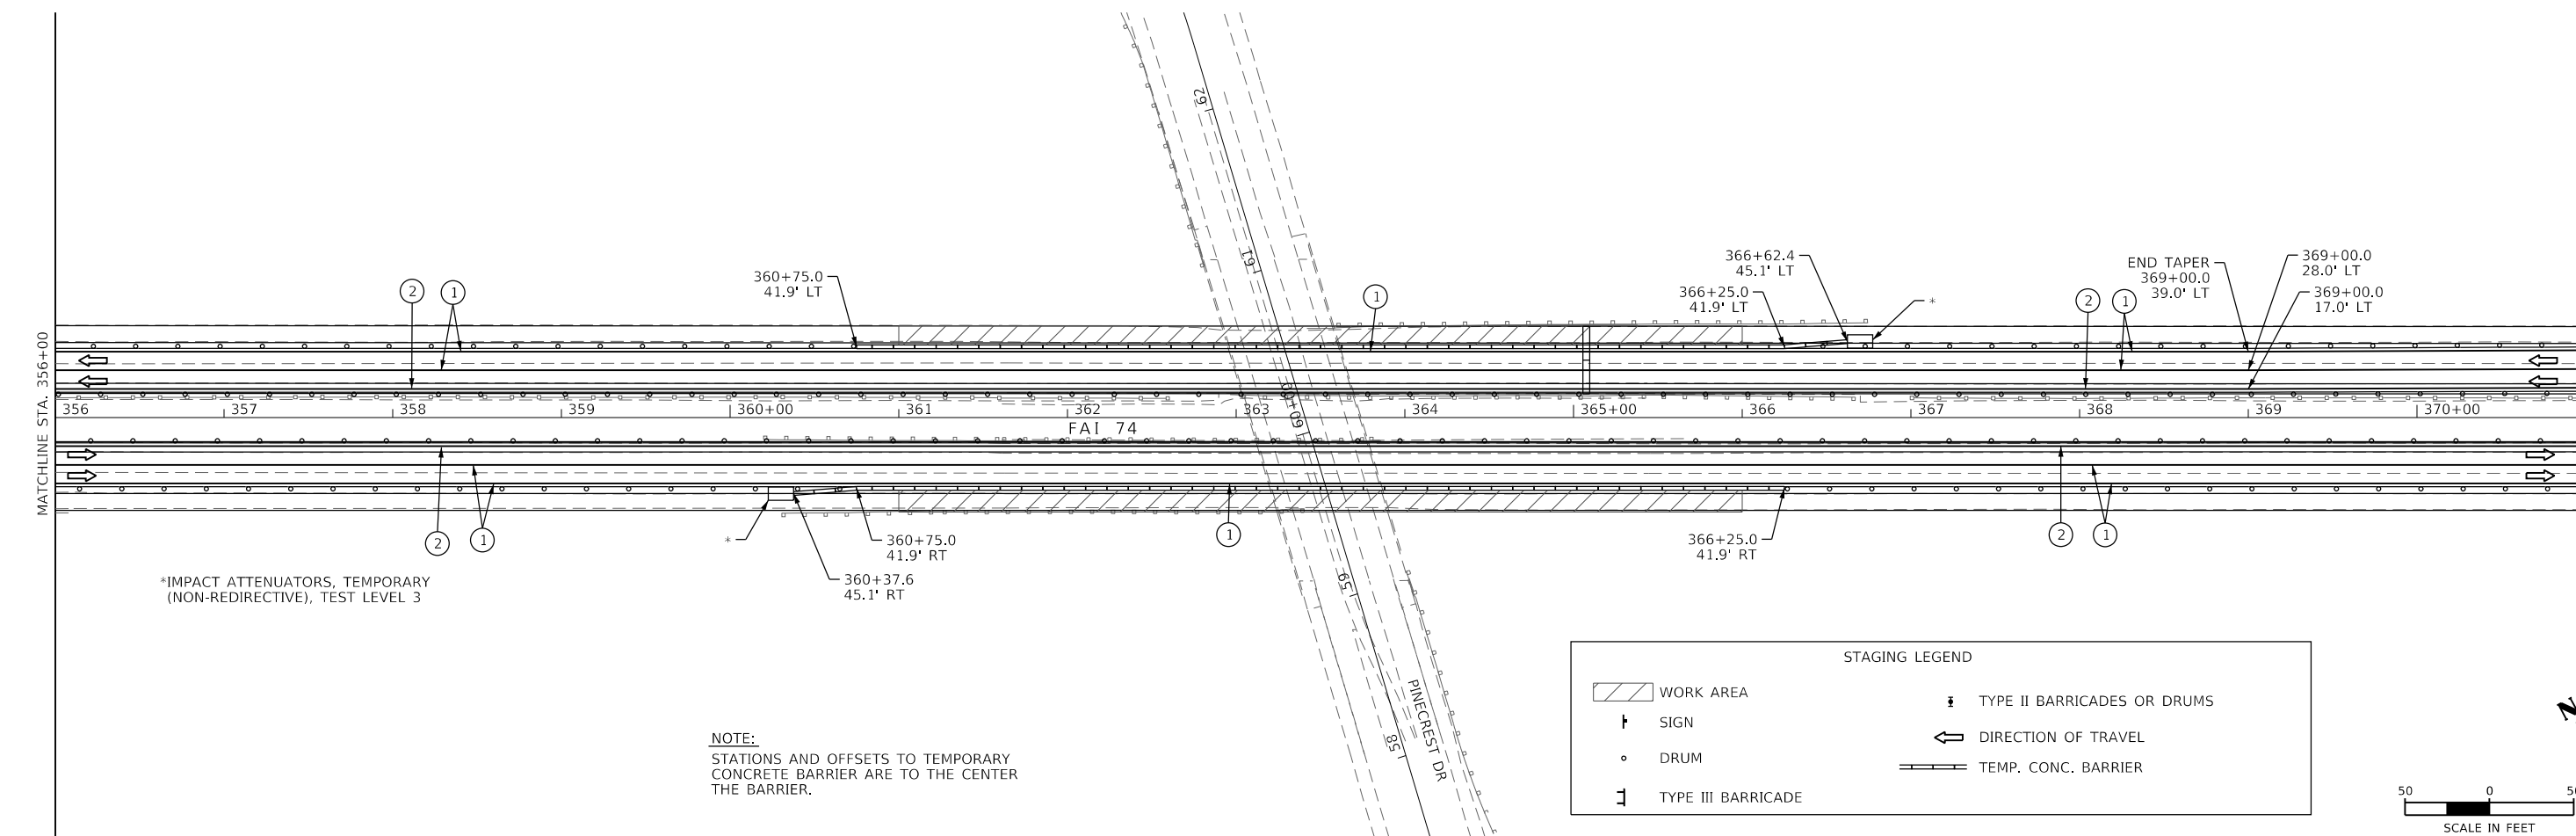 62
61
60+00
59
58
PINECREST DR
MATCHLINE STA. 356+00
2
1
360+75.0
41.9' LT
1
366+62.4
45.1' LT
366+25.0
41.9' LT
*
2
1
END TAPER
369+00.0
39.0' LT
369+00.0
28.0' LT
369+00.0
17.0' LT
356
357
358
359
360+00
361
362
363
364
365+00
366
367
368
369
370+00
FAI 74
2
1
*
360+75.0
41.9' RT
360+37.6
45.1' RT
1
366+25.0
41.9' RT
2
1
*IMPACT ATTENUATORS, TEMPORARY
(NON-REDIRECTIVE), TEST LEVEL 3
NOTE:
STATIONS AND OFFSETS TO TEMPORARY
CONCRETE BARRIER ARE TO THE CENTER
THE BARRIER.
STAGING LEGEND
WORK AREA
SIGN
DRUM
TYPE III BARRICADE
TYPE II BARRICADES OR DRUMS
DIRECTION OF TRAVEL
TEMP. CONC. BARRIER
50
0
SCALE IN FEET